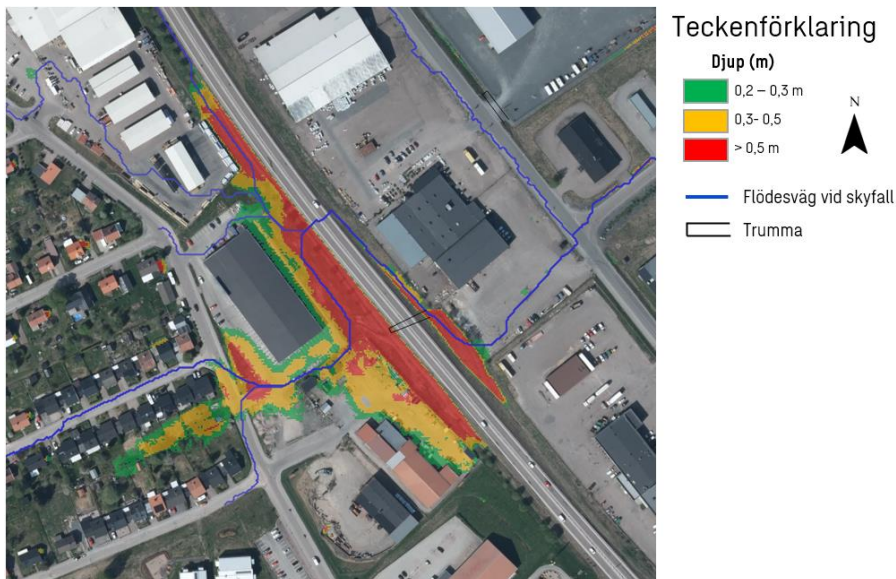 Teckenförklaring
Djup (m)
0,2 – 0,3 m
0,3- 0,5
> 0,5 m
N
Flödesväg vid skyfall
Trumma